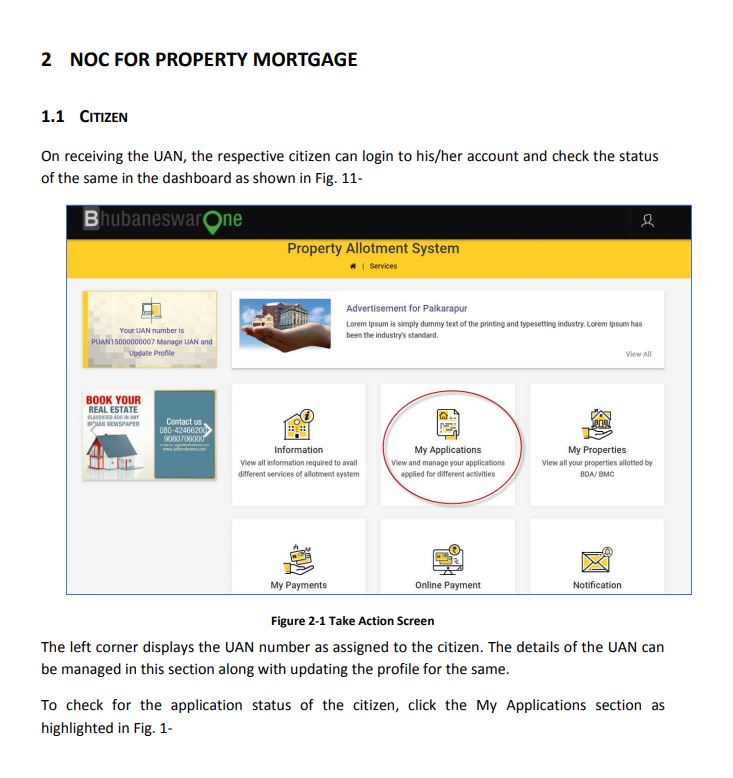 2 NOC FOR PROPERTY MORTGAGE
1.1 CITIZEN
On receiving the UAN, the respective citizen can login to his/her account and check the status
of the same in the dashboard as shown in Fig. 11-
BhubaneswarOne
Property Allotment System
| Services
Your UAN number is
PUAN15000000007 Manage UAN and
Update Profile
Advertisement for Paikarapur
Lorem Ipsum is simply dummy text of the printing and typesetting industry. Lorem Ipsum has
been the industry's standard.
View All
BOOK YOUR
REAL ESTATE
CLASSIFIED ADS IN ANY
INDIAN NEWSPAPER
Contact us
080-42466200
9080706000
Information
View all information required to avail
different services of allotment system
My Applications
View and manage your applications
applied for different activities
My Properties
View all your properties allotted by
BDA/ BMC
My Payments
Online Payment
Notification
Figure 2-1 Take Action Screen
The left corner displays the UAN number as assigned to the citizen. The details of the UAN can
be managed in this section along with updating the profile for the same.
To check for the application status of the citizen, click the My Applications section as
highlighted in Fig. 1-